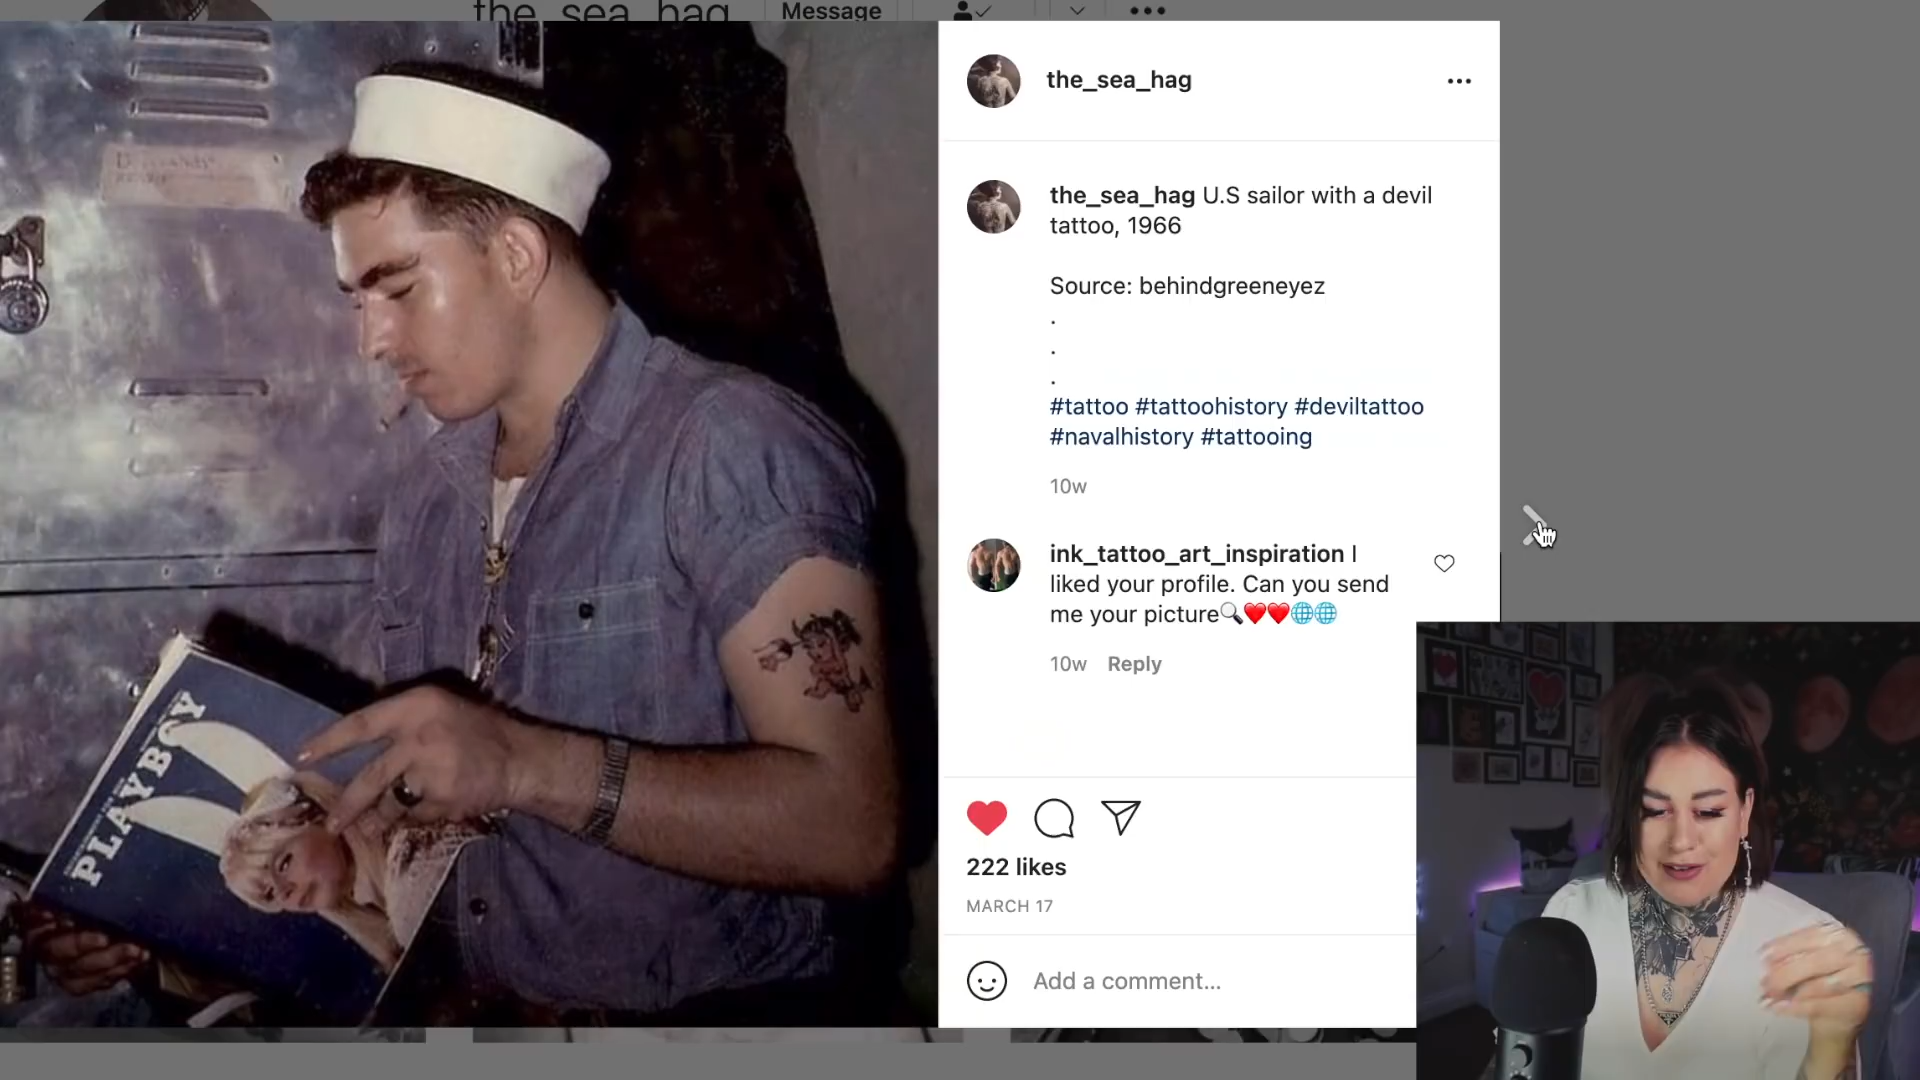 the_sea_hag
Message
the_sea_hag
the_sea_hag U.S sailor with a devil
tattoo, 1966
Source: behindgreeneyez
.
.
.
#tattoo #tattoohistory #deviltattoo
#navalhistory #tattooing
10w
ink_tattoo_art_inspiration I
liked your profile. Can you send
me your picture🔍❤️❤️🌐🌐
10w Reply
222 likes
MARCH 17
Add a comment...
PLAYBOY